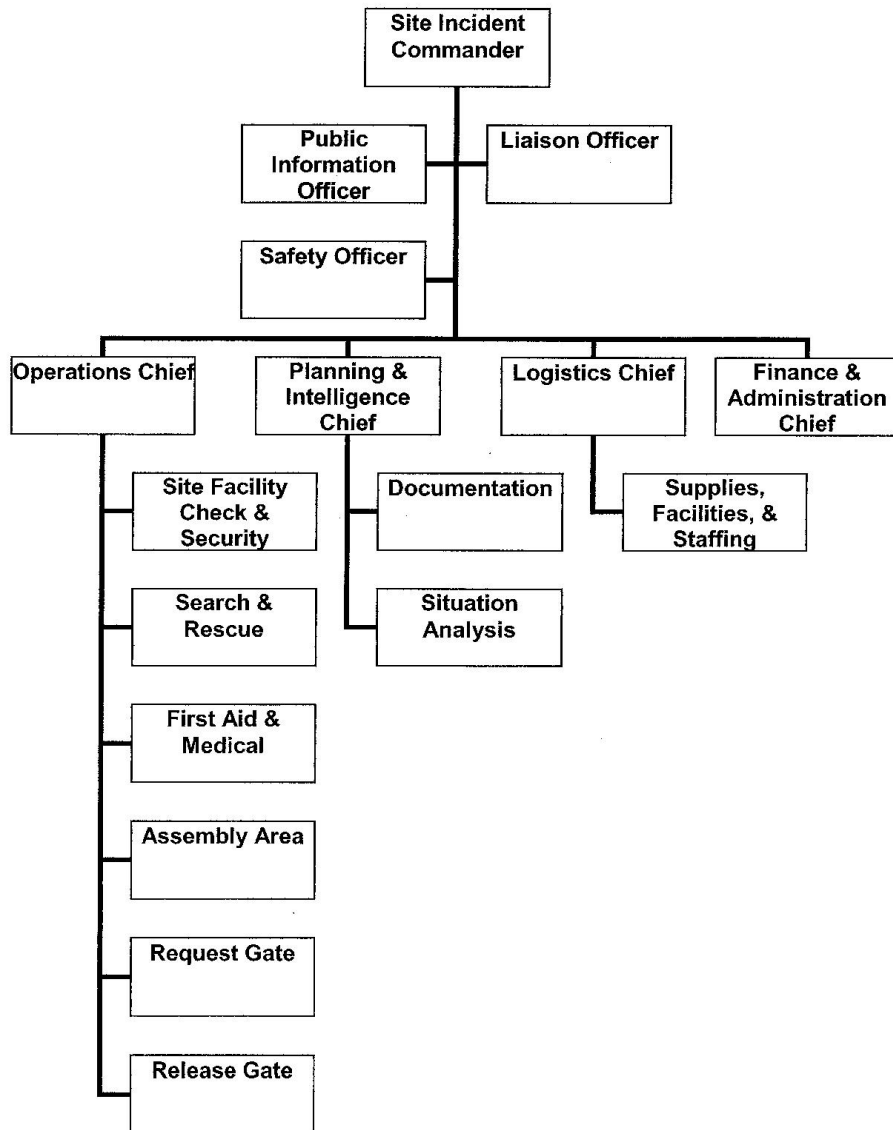 Site Incident
Commander
Public
Information
Officer
Liaison Officer
Safety Officer
Operations Chief
Planning &
Intelligence
Chief
Logistics Chief
Finance &
Administration
Chief
Site Facility
Check &
Security
Documentation
Supplies,
Facilities, &
Staffing
Search &
Rescue
Situation
Analysis
First Aid &
Medical
Assembly Area
Request Gate
Release Gate